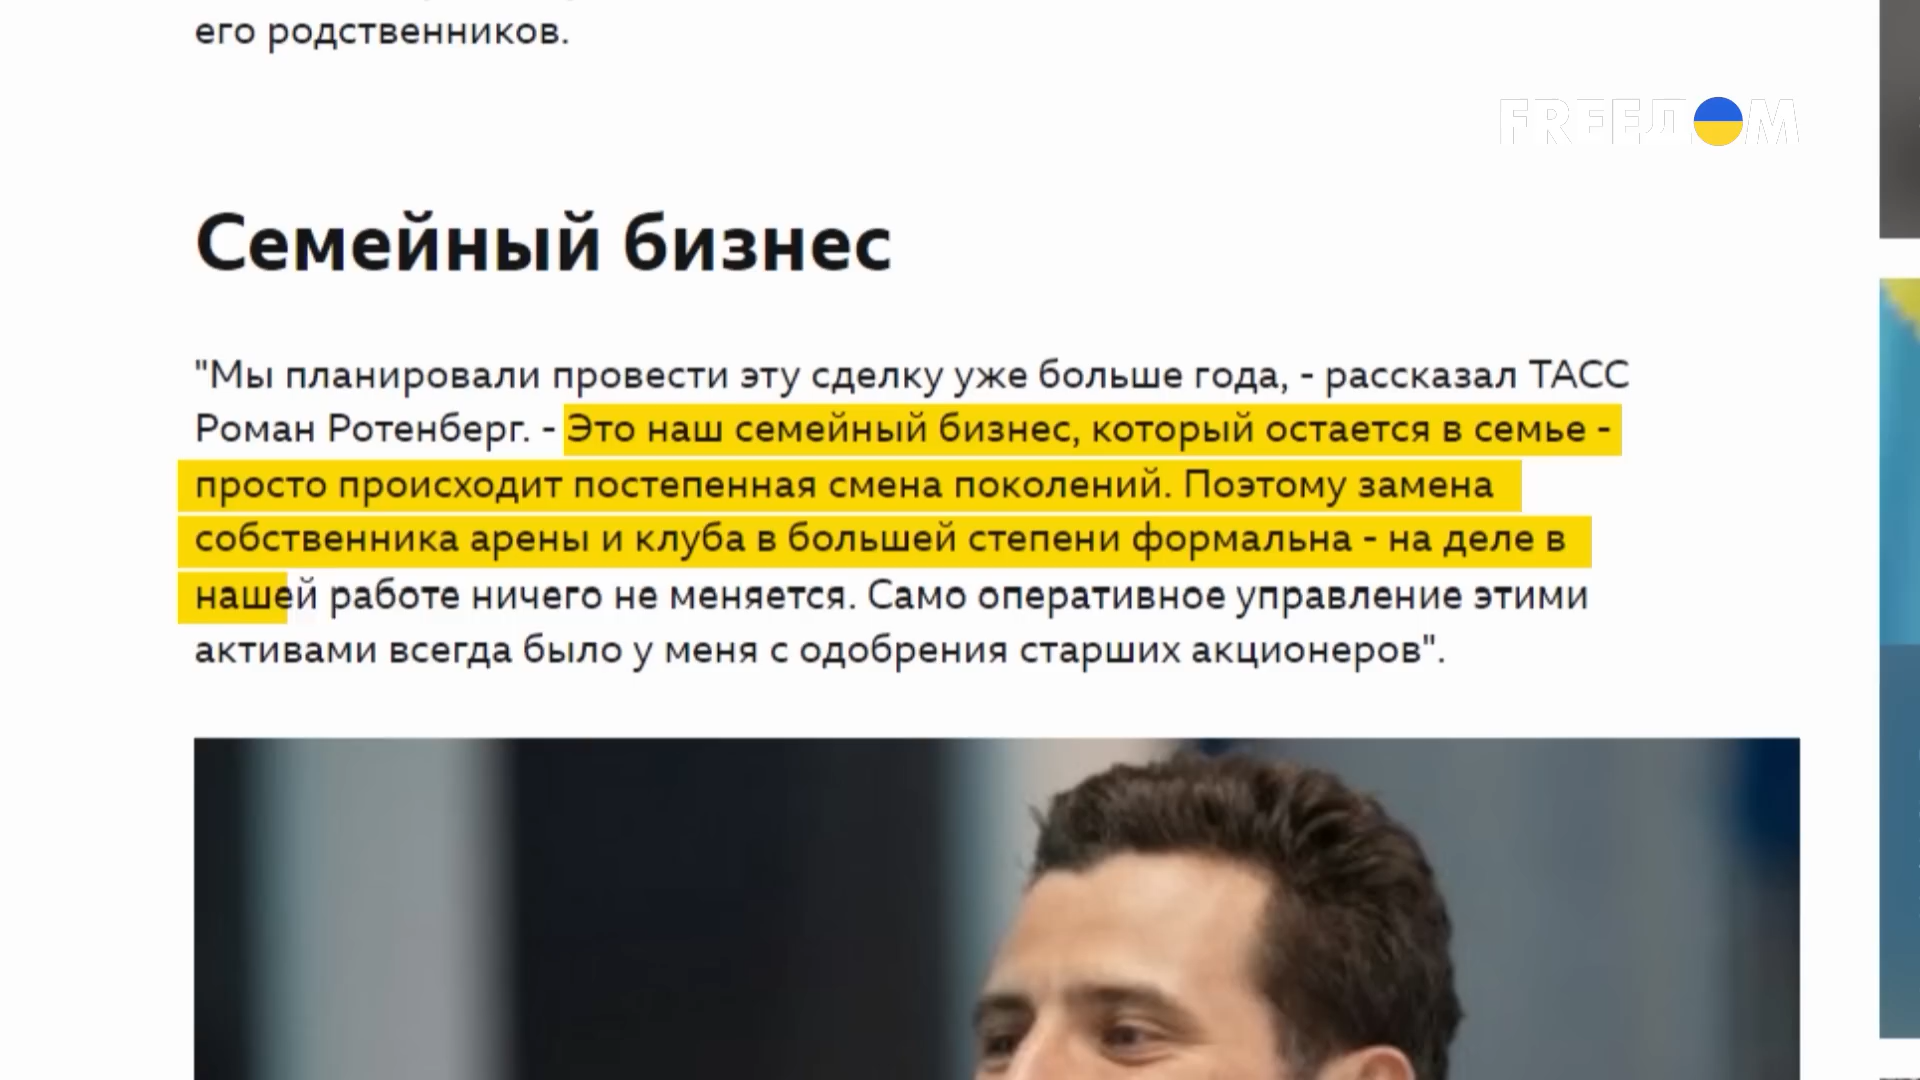 его родственников.
FREEДOM
Семейный бизнес
"Мы планировали провести эту сделку уже больше года, - рассказал ТАСС
Роман Ротенберг. - Это наш семейный бизнес, который остается в семье -
просто происходит постепенная смена поколений. Поэтому замена
собственника арены и клуба в большей степени формальна - на деле в
нашей работе ничего не меняется. Само оперативное управление этими
активами всегда было у меня с одобрения старших акционеров".